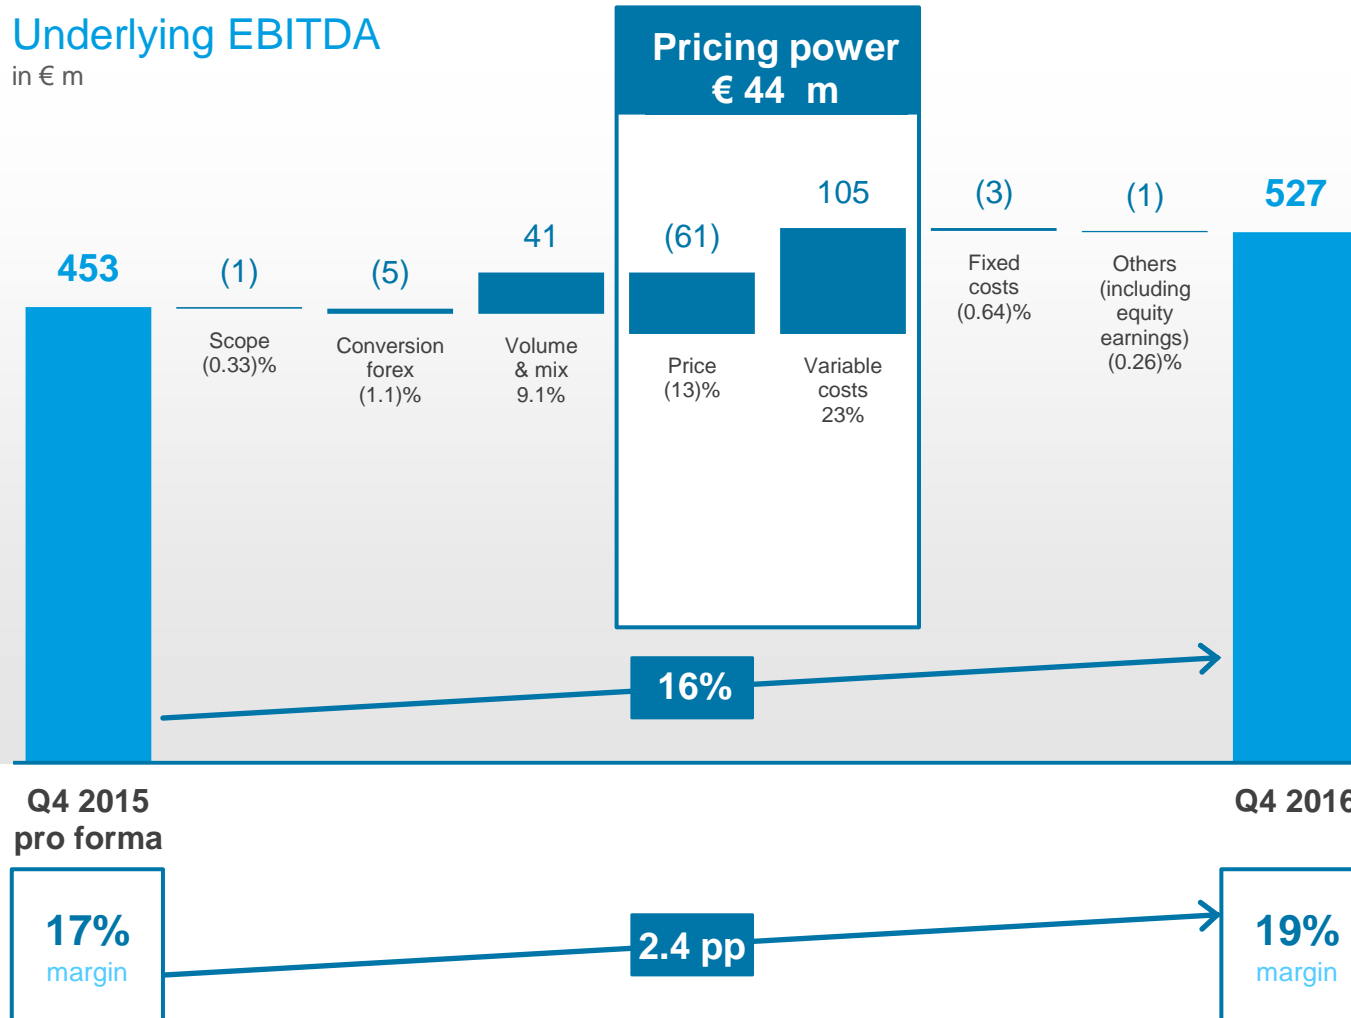 Underlying EBITDA
in € m
Pricing power
€ 44 m
453
(1)
Scope
(0.33)%
(5)
Conversion
forex
(1.1)%
41
Volume
& mix
9.1%
(61)
Price
(13)%
105
Variable
costs
23%
(3)
Fixed
costs
(0.64)%
(1)
Others
(including
equity
earnings)
(0.26)%
527
16%
Q4 2015
pro forma
Q4 2016
17%
margin
2.4 pp
19%
margin